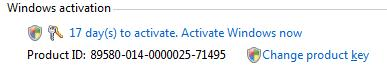 Windows activation
17 day(s) to activate. Activate Windows now
Product ID: 89580-014-0000025-71495 Change product key